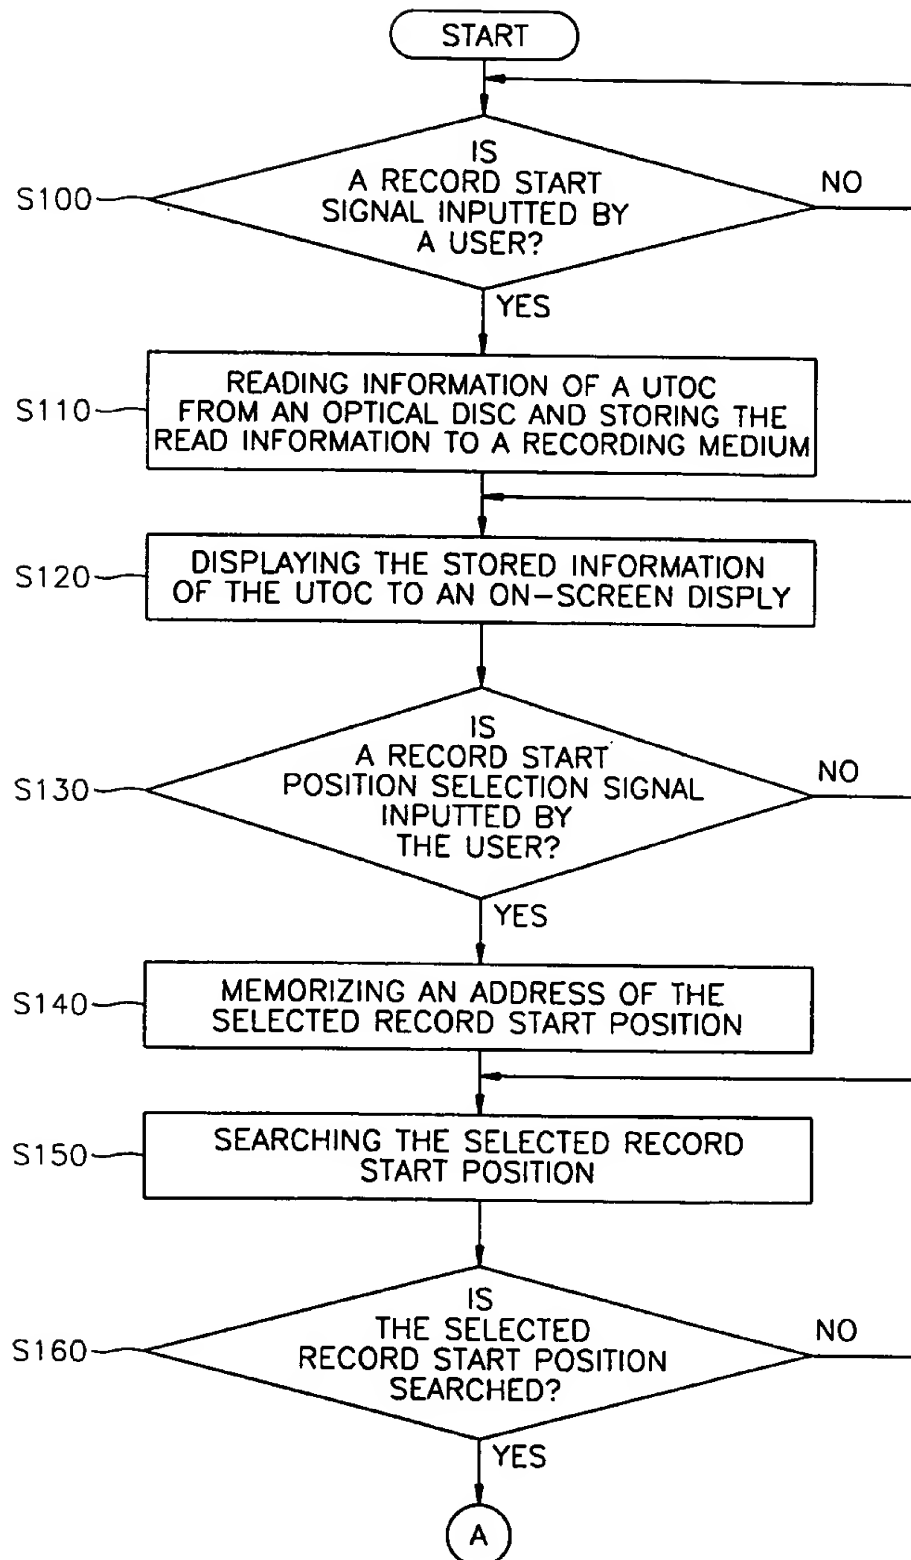 START
IS
A RECORD START
SIGNAL INPUTTED BY
A USER?
S100
NO
YES
READING INFORMATION OF A UTOC
FROM AN OPTICAL DISC AND STORING THE
READ INFORMATION TO A RECORDING MEDIUM
S110
DISPLAYING THE STORED INFORMATION
OF THE UTOC TO AN ON-SCREEN DISPLY
S120
IS
A RECORD START
POSITION SELECTION SIGNAL
INPUTTED BY
THE USER?
S130
NO
YES
MEMORIZING AN ADDRESS OF THE
SELECTED RECORD START POSITION
S140
SEARCHING THE SELECTED RECORD
START POSITION
S150
IS
THE SELECTED
RECORD START POSITION
SEARCHED?
S160
NO
YES
A